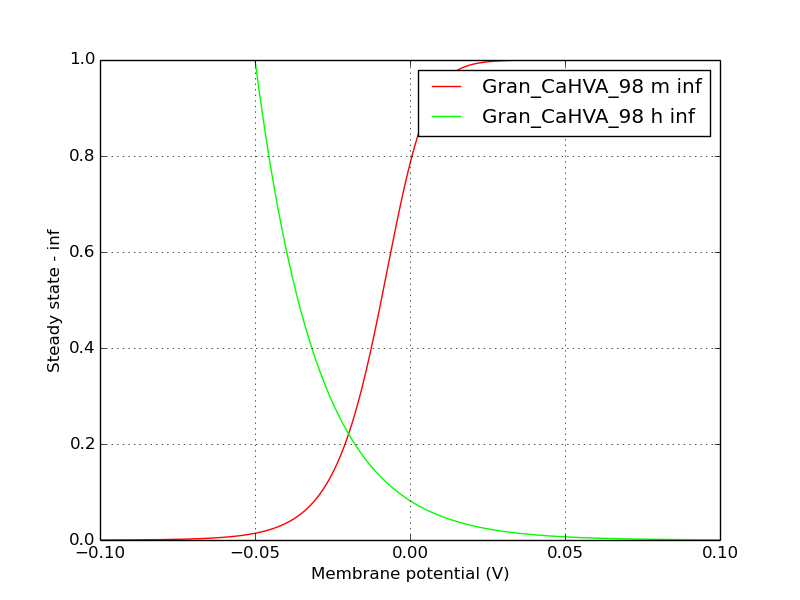 Gran_CaHVA_98 m inf
Gran_CaHVA_98 h inf
1.0
0.8
0.6
0.4
0.2
0.0
Steady state - inf
−0.10
−0.05
0.00
0.05
0.10
Membrane potential (V)